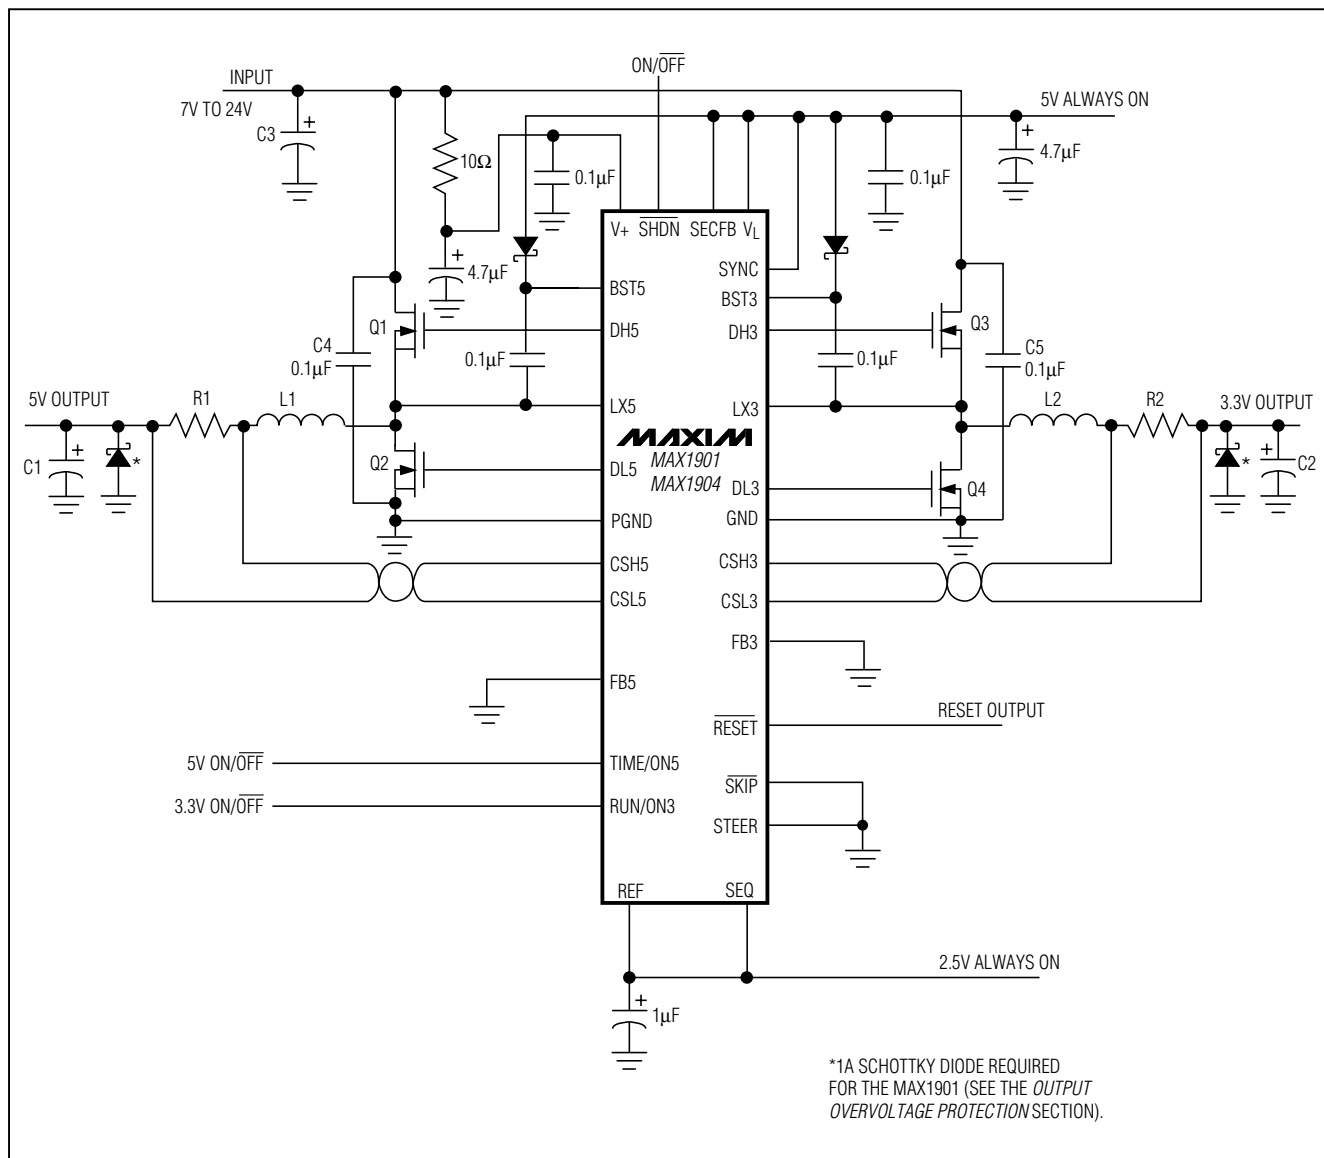 ON/OFF
INPUT
7V TO 24V
5V ALWAYS ON
C3
+
10Ω
0.1µF
0.1µF
+
4.7µF
V+
SHDN
SECFB
VL
+
4.7µF
SYNC
BST5
BST3
Q1
DH5
DH3
Q3
C4
0.1µF
0.1µF
0.1µF
C5
0.1µF
5V OUTPUT
R1
L1
LX5
LX3
L2
R2
3.3V OUTPUT
MAXIM
C1
+
*
Q2
DL5
MAX1901
MAX1904
DL3
Q4
*
+
C2
PGND
GND
CSH5
CSH3
CSL5
CSL3
FB3
FB5
RESET
RESET OUTPUT
5V ON/OFF
TIME/ON5
SKIP
3.3V ON/OFF
RUN/ON3
STEER
REF
SEQ
2.5V ALWAYS ON
+
1µF
*1A SCHOTTKY DIODE REQUIRED
FOR THE MAX1901 (SEE THE OUTPUT
OVERVOLTAGE PROTECTION SECTION).